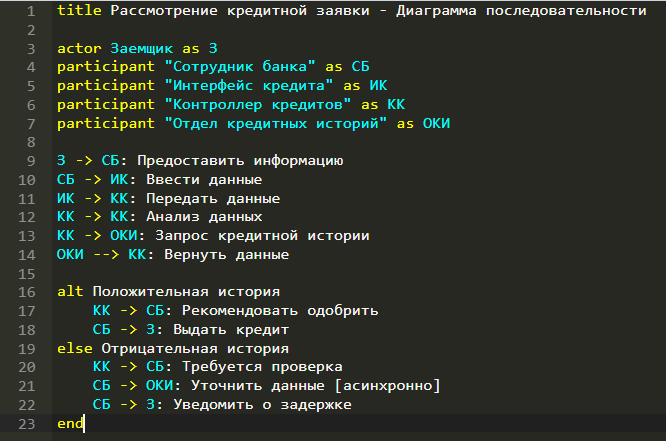 1 title Рассмотрение кредитной заявки - Диаграмма последовательности
2
3 actor Заемщик as З
4 participant "Сотрудник банка" as СБ
5 participant "Интерфейс кредита" as ИК
6 participant "Контроллер кредитов" as КК
7 participant "Отдел кредитных историй" as ОКИ
8
9 З -> СБ: Предоставить информацию
10 СБ -> ИК: Ввести данные
11 ИК -> КК: Передать данные
12 КК -> КК: Анализ данных
13 КК -> ОКИ: Запрос кредитной истории
14 ОКИ --> КК: Вернуть данные
15
16 alt Положительная история
17 КК -> СБ: Рекомендовать одобрить
18 СБ -> З: Выдать кредит
19 else Отрицательная история
20 КК -> СБ: Требуется проверка
21 СБ -> ОКИ: Уточнить данные [асинхронно]
22 СБ -> З: Уведомить о задержке
23 end